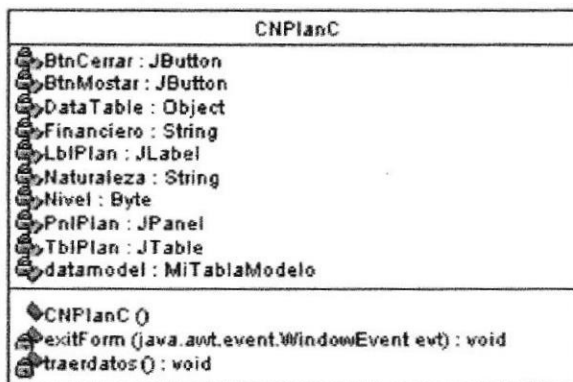 CNPlanC
BtnCerrar : JButton
BtnMostar : JButton
DataTable : Object
Financiero : String
LblPlan : JLabel
Naturaleza : String
Nivel : Byte
PnlPlan : JPanel
TblPlan : JTable
datamodel : MiTablaModelo
CNPlanC ()
exitForm (java.awt.event.WindowEvent evt) : void
traerdatos () : void